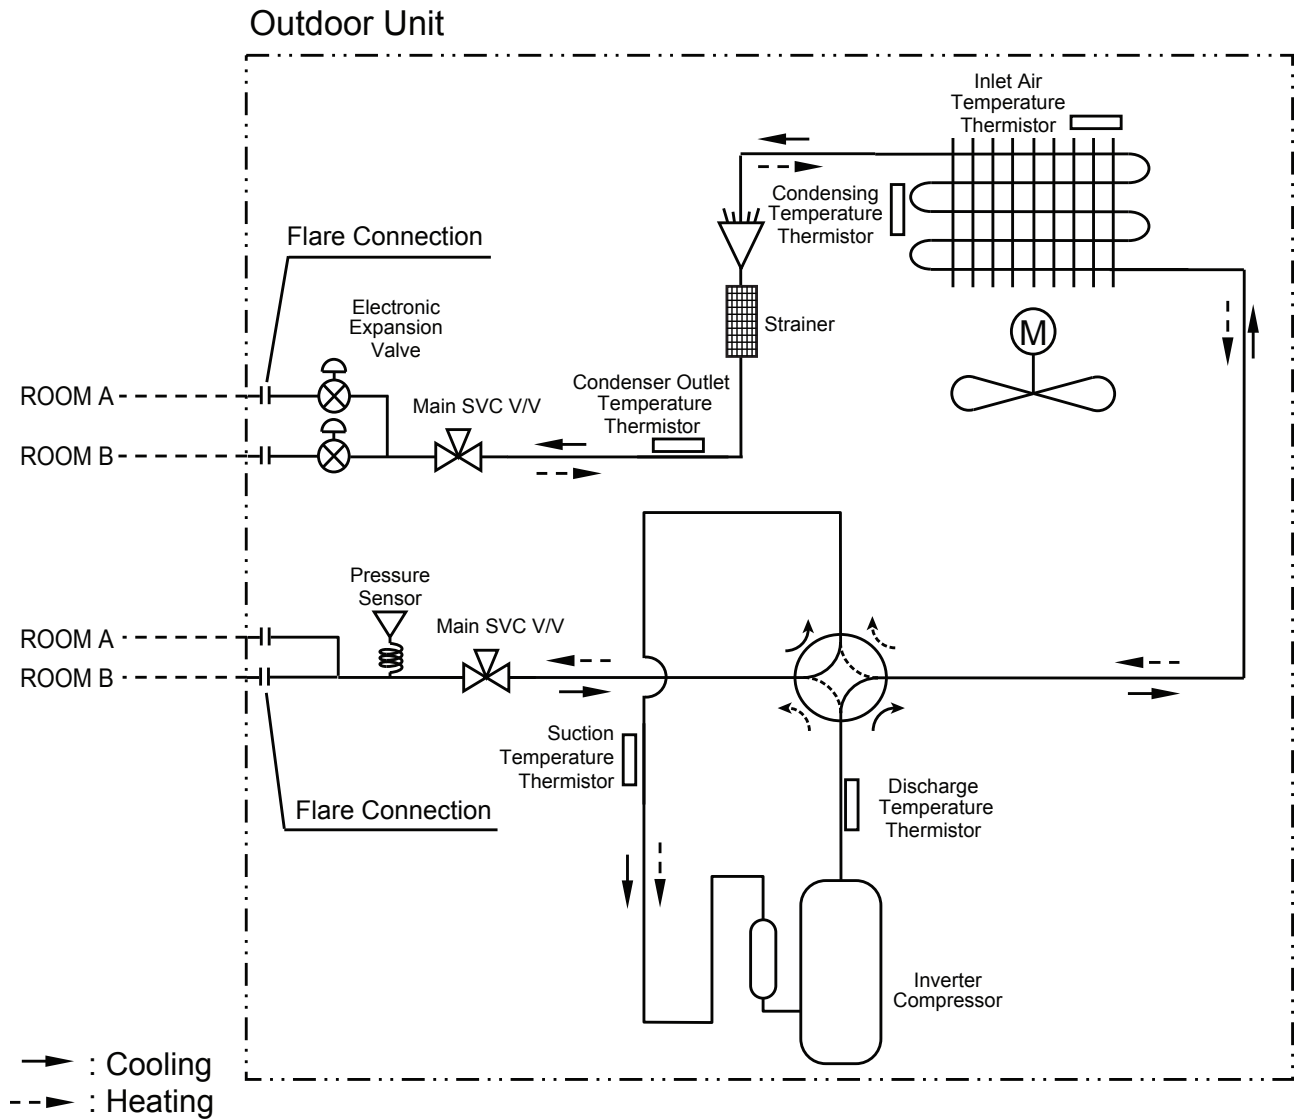 Outdoor Unit
Inlet Air
Temperature
Thermistor
Condensing
Temperature
Thermistor
Flare Connection
Electronic
Expansion
Valve
Strainer
M
ROOM A
Condenser Outlet
Temperature
Thermistor
Main SVC V/V
ROOM B
Pressure
Sensor
Main SVC V/V
ROOM A
ROOM B
Suction
Temperature
Thermistor
Flare Connection
Discharge
Temperature
Thermistor
Inverter
Compressor
: Cooling
: Heating